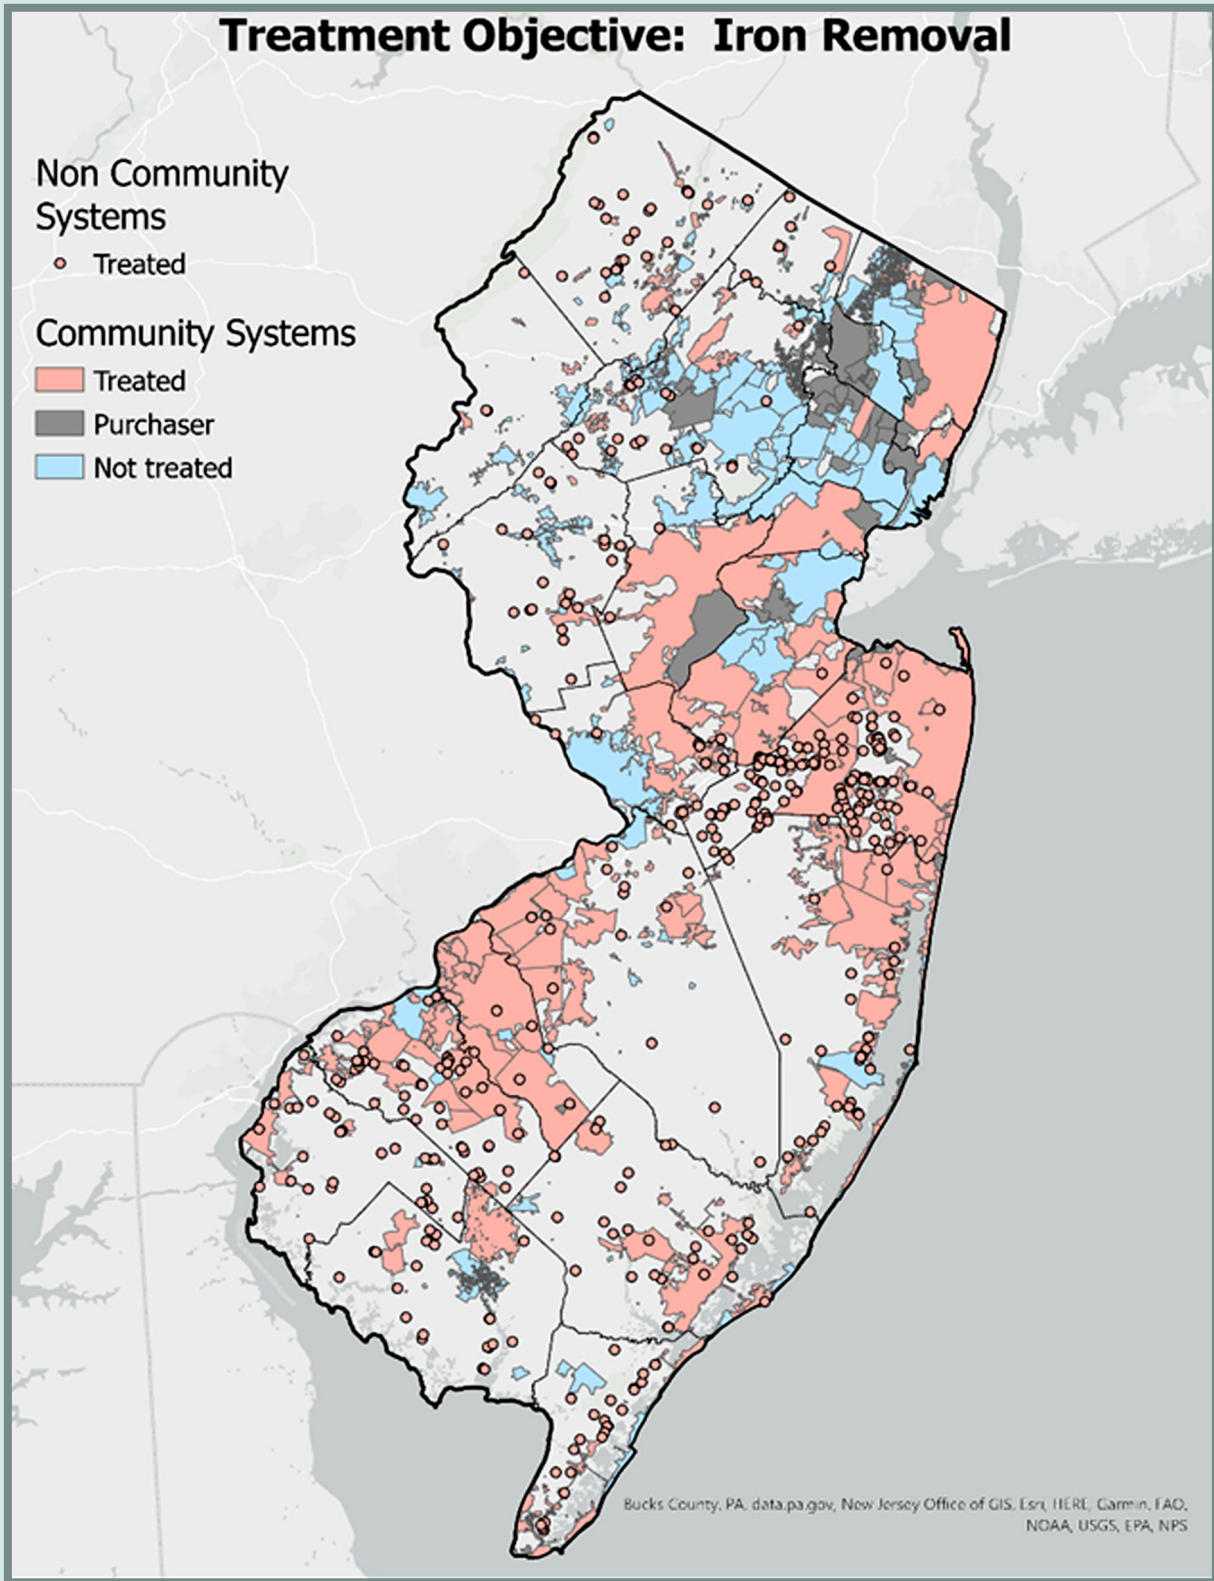 Treatment Objective: Iron Removal
Non Community
Systems
Treated
Community Systems
Treated
Purchaser
Not treated
Bucks County, PA, data.pa.gov, New Jersey Office of GIS, Esri, HERE, Garmin, FAO,
NOAA, USGS, EPA, NPS